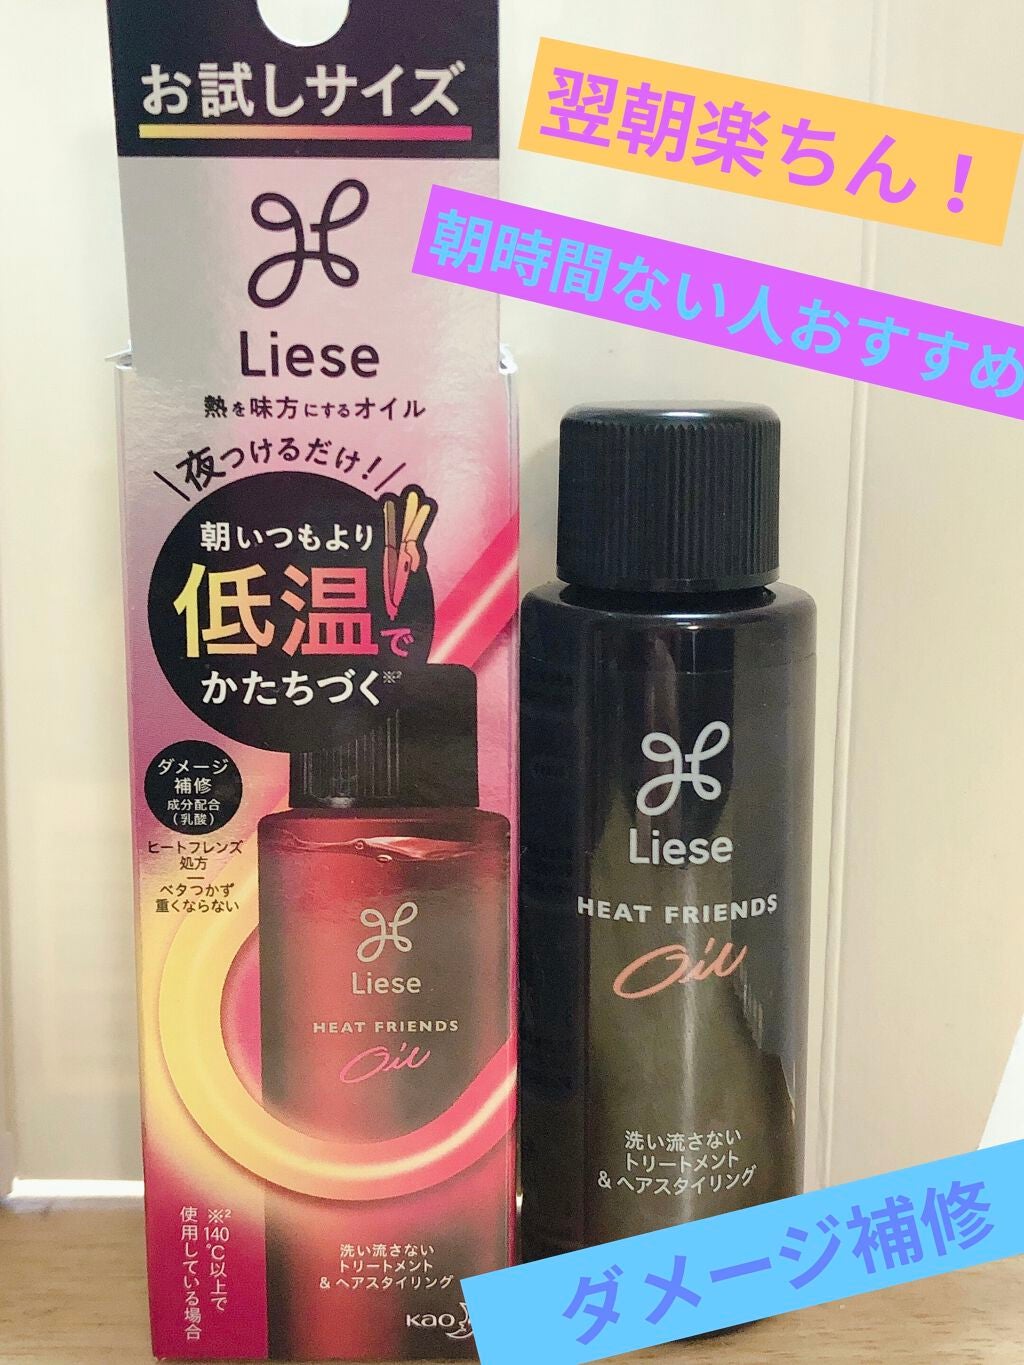 お試しサイズ
Liese
熱を味方にするオイル
夜つけるだけ!
朝いつもより
低温で
かたちづく※2
ダメージ
補修
成分配合
(乳酸)
ヒートフレンズ
処方
ベタつかず
重くならない
Liese
HEAT FRIENDS
Oil
洗い流さない
トリートメント
&ヘアスタイリング
※2
140℃以上で
使用している場合
Kao
翌朝楽ちん!
朝時間ない人おすすめ
Liese
HEAT FRIENDS
Oil
洗い流さない
トリートメント
&ヘアスタイリング
ダメージ補修